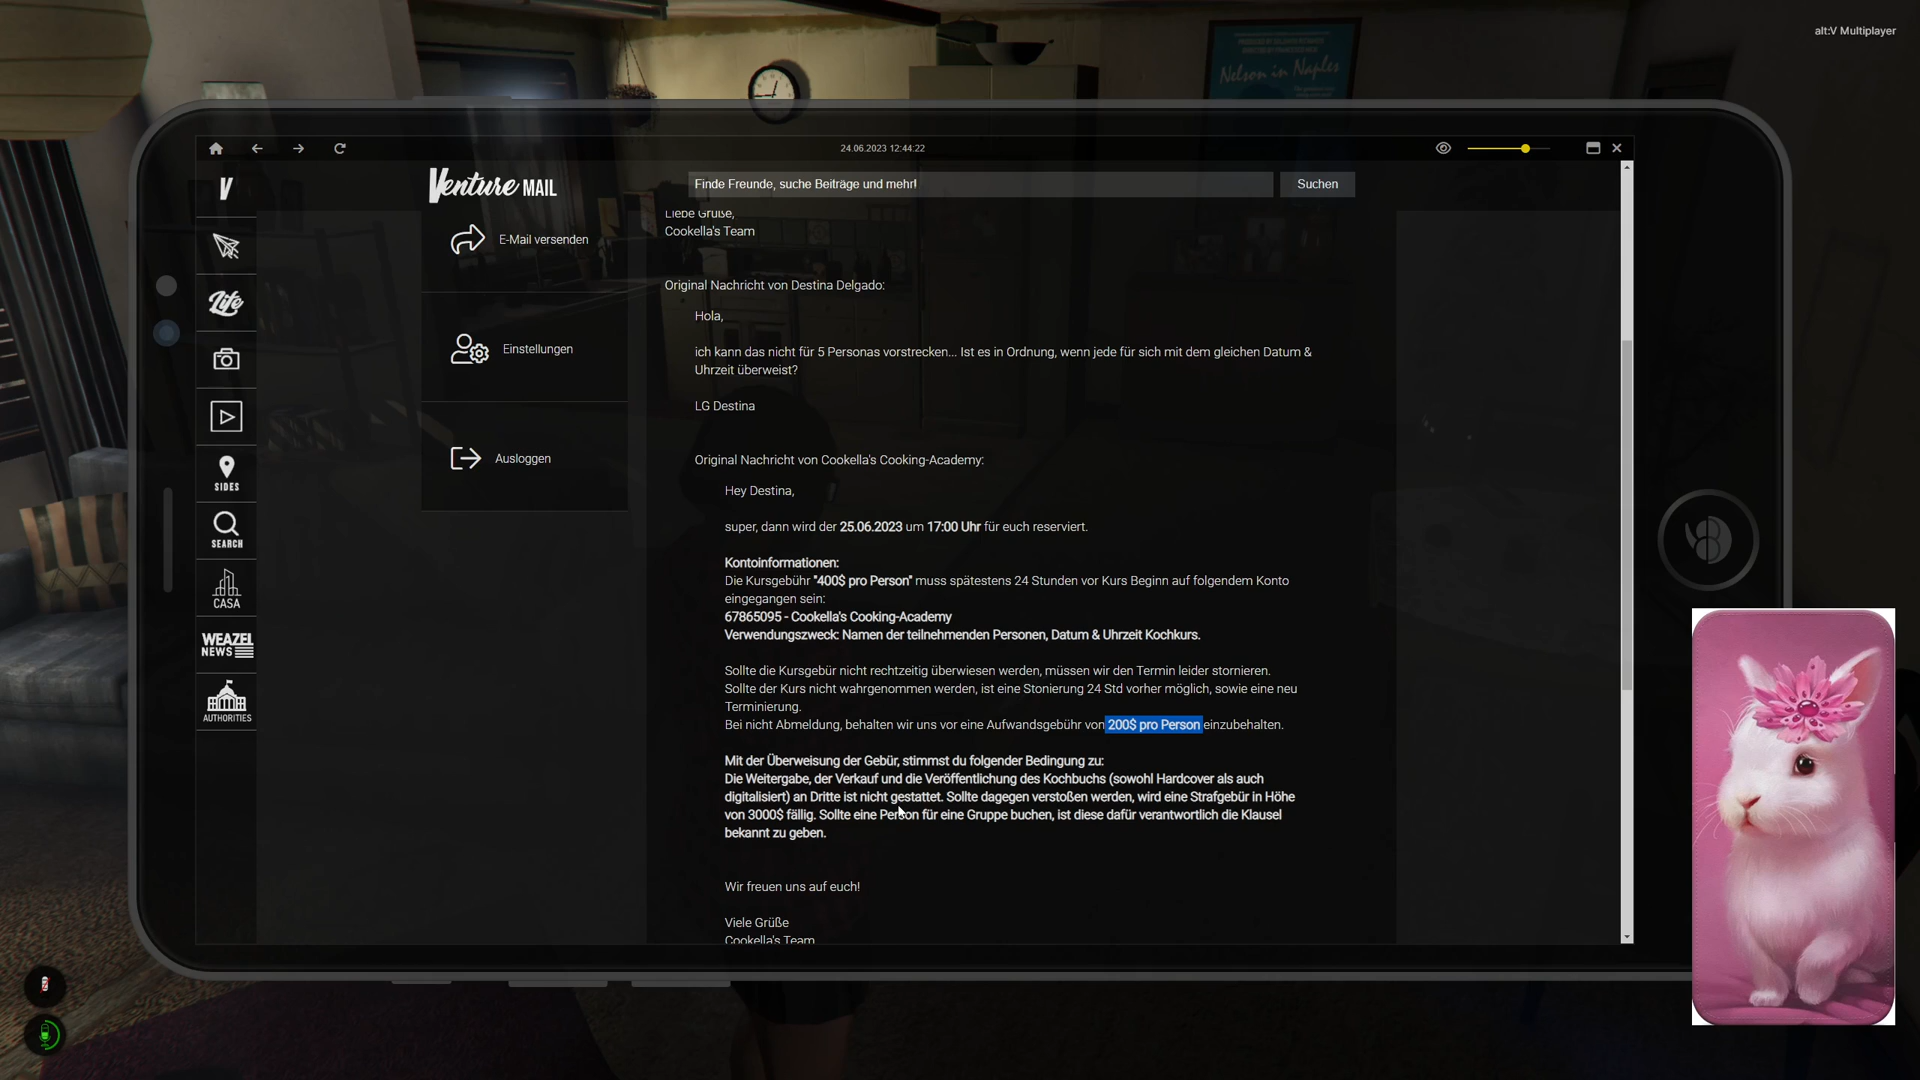 alt:V Multiplayer
Nelson in Naples
24.06.2023 12:44:22
V
Venture MAIL
Finde Freunde, suche Beiträge und mehr!
Suchen
E-Mail versenden
Einstellungen
Ausloggen
Life
SIDES
SEARCH
CASA
WEAZEL
NEWS
AUTHORITIES
Liebe Grüße,
Cookella's Team
Original Nachricht von Destina Delgado:
Hola,
ich kann das nicht für 5 Personas vorstrecken... Ist es in Ordnung, wenn jede für sich mit dem gleichen Datum &
Uhrzeit überweist?
LG Destina
Original Nachricht von Cookella's Cooking-Academy:
Hey Destina,
super, dann wird der 25.06.2023 um 17:00 Uhr für euch reserviert.
Kontoinformationen:
Die Kursgebühr "400$ pro Person" muss spätestens 24 Stunden vor Kurs Beginn auf folgendem Konto
eingegangen sein:
67865095 - Cookella's Cooking-Academy
Verwendungszweck: Namen der teilnehmenden Personen, Datum & Uhrzeit Kochkurs.
Sollte die Kursgebür nicht rechtzeitig überwiesen werden, müssen wir den Termin leider stornieren.
Sollte der Kurs nicht wahrgenommen werden, ist eine Stonierung 24 Std vorher möglich, sowie eine neu
Terminierung.
Bei nicht Abmeldung, behalten wir uns vor eine Aufwandsgebühr von 200$ pro Person einzubehalten.
Mit der Überweisung der Gebür, stimmst du folgender Bedingung zu:
Die Weitergabe, der Verkauf und die Veröffentlichung des Kochbuchs (sowohl Hardcover als auch
digitalisiert) an Dritte ist nicht gestattet. Sollte dagegen verstoßen werden, wird eine Strafgebür in Höhe
von 3000$ fällig. Sollte eine Person für eine Gruppe buchen, ist diese dafür verantwortlich die Klausel
bekannt zu geben.
Wir freuen uns auf euch!
Viele Grüße
Cookella's Team